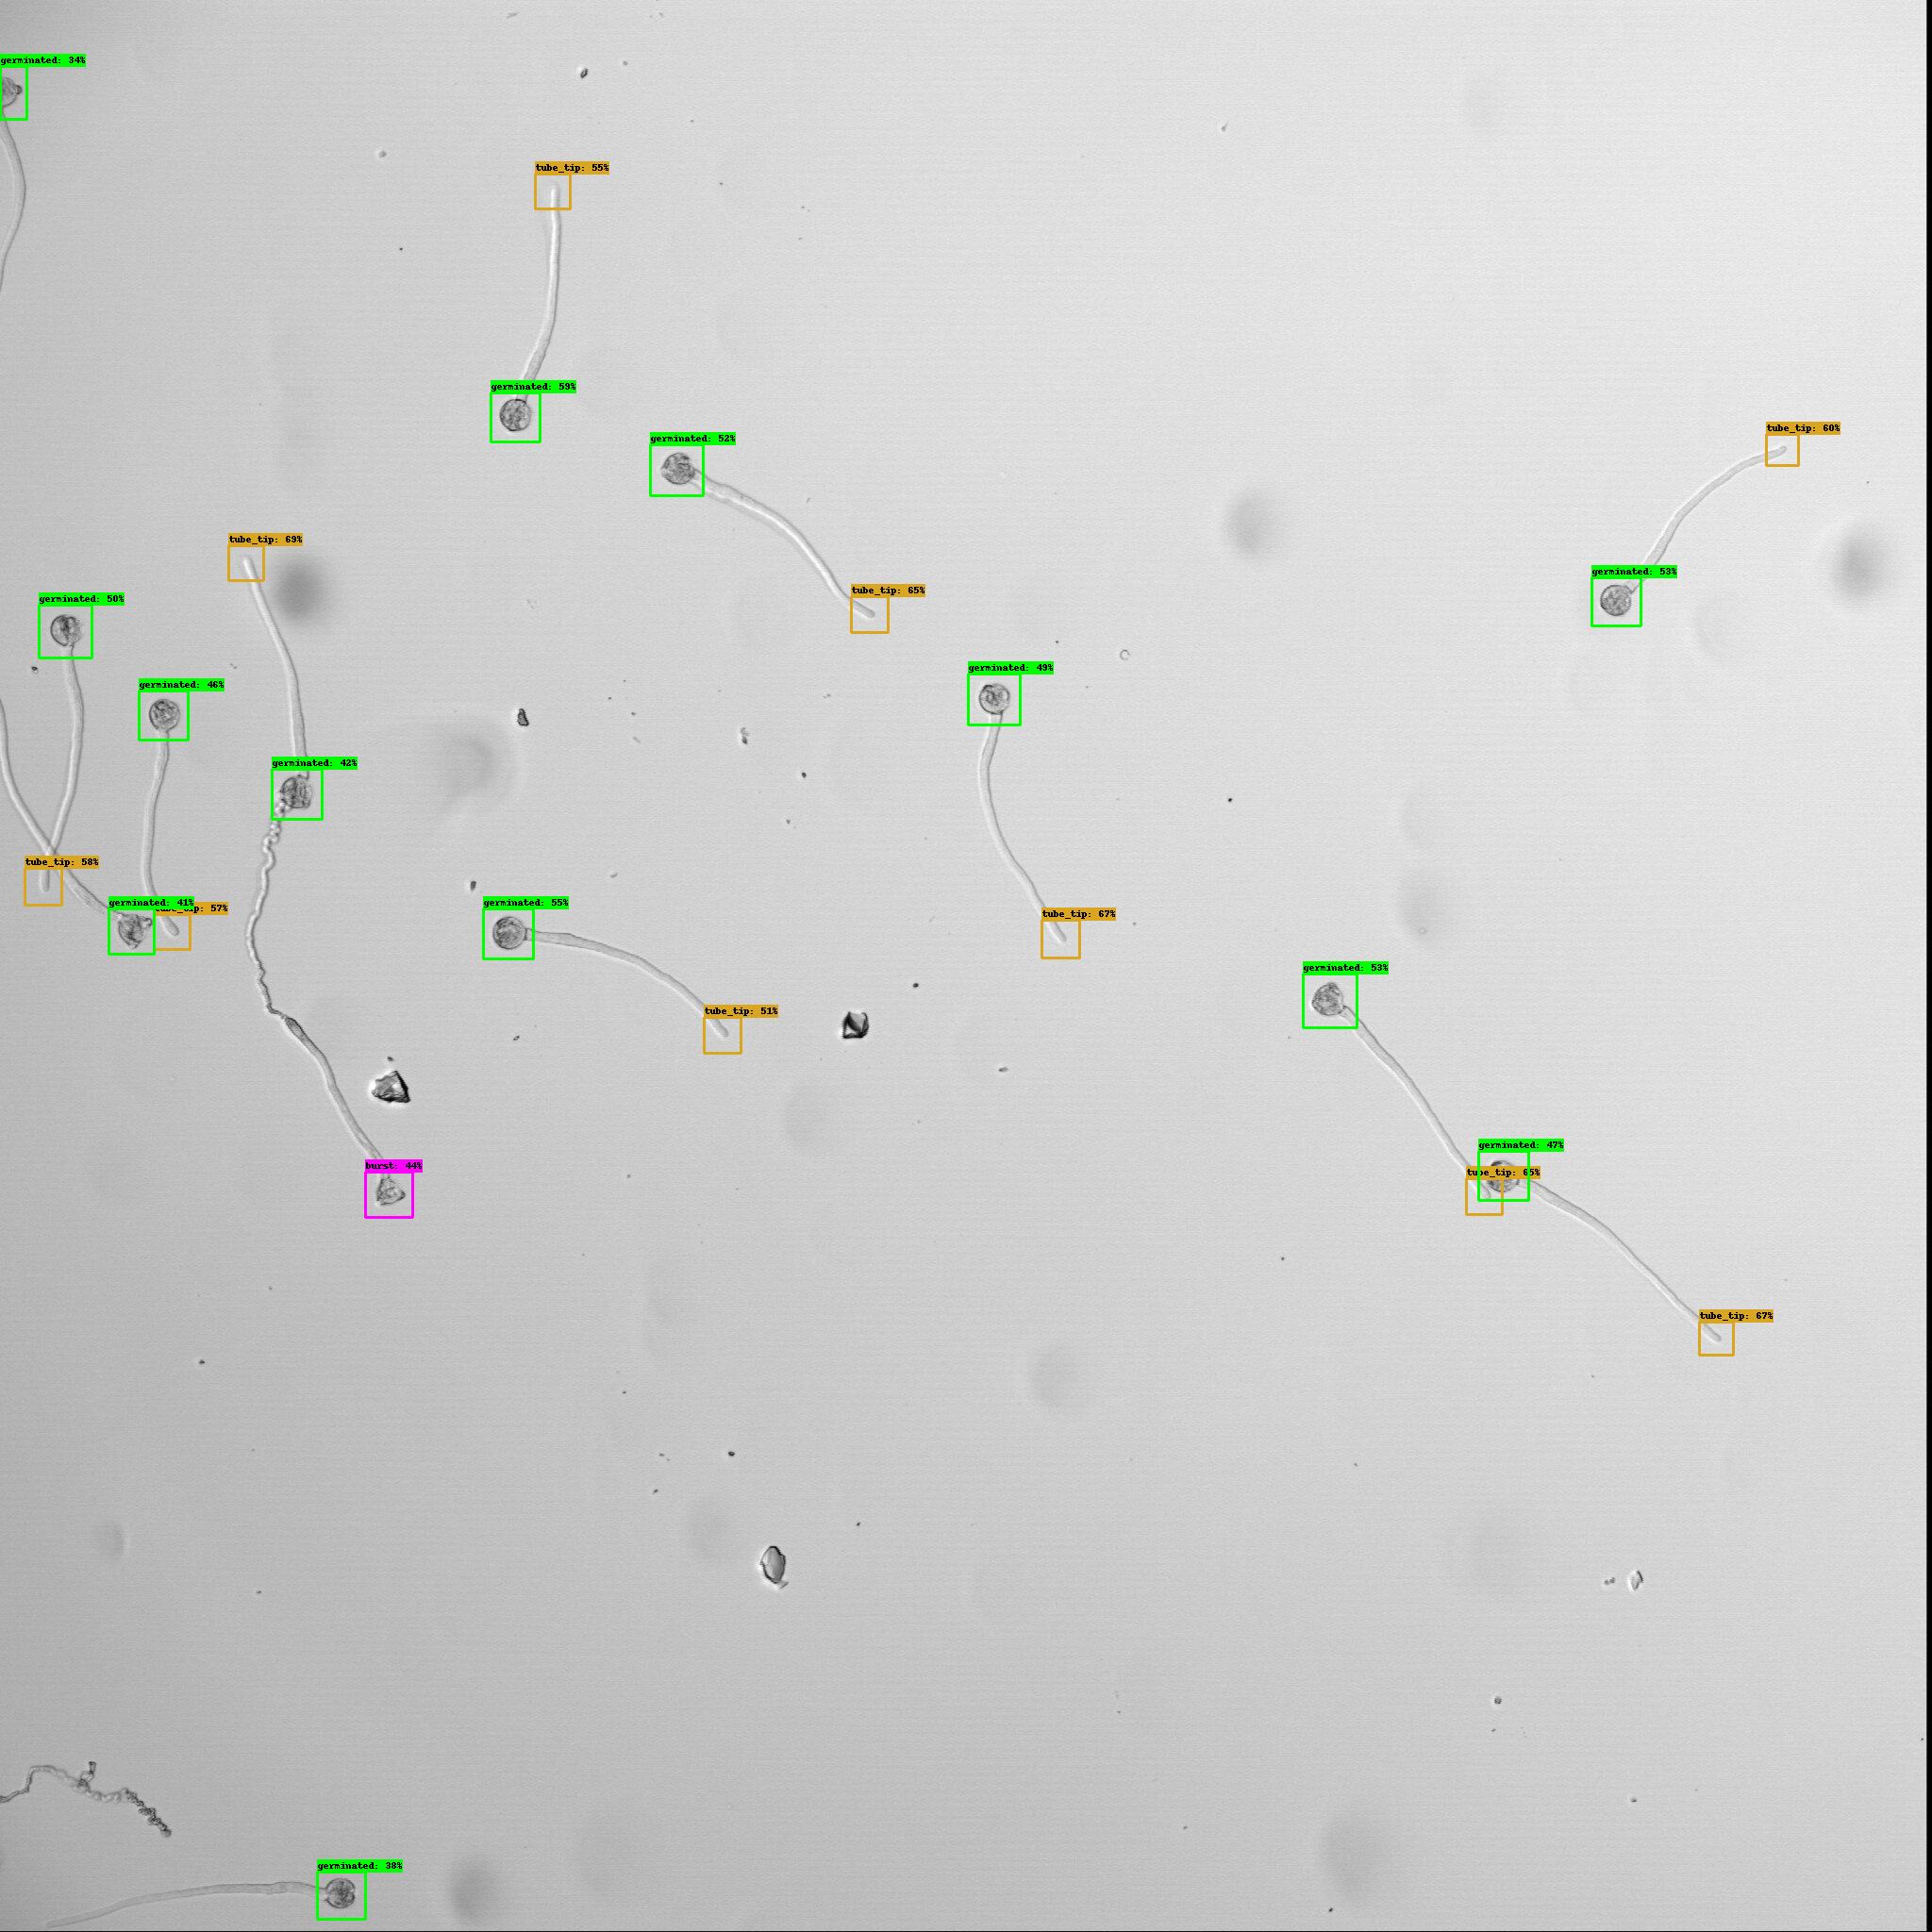 germinated: 34%
tube_tip: 55%
germinated: 59%
tube_tip: 60%
germinated: 52%
tube_tip: 69%
germinated: 53%
tube_tip: 65%
germinated: 50%
germinated: 49%
germinated: 46%
germinated: 42%
tube_tip: 58%
germinated: 41%
57%
germinated: 55%
tube_tip: 67%
germinated: 53%
tube_tip: 51%
germinated: 47%
burst: 44%
tube_tip: 65%
tube_tip: 67%
germinated: 38%